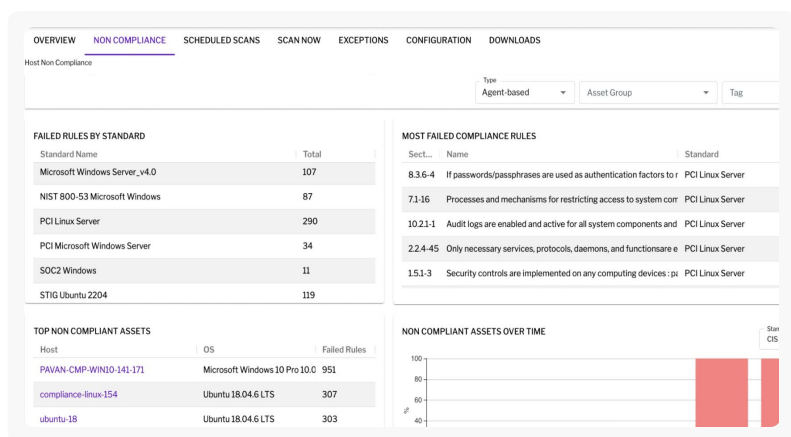 OVERVIEW NON COMPLIANCE SCHEDULED SCANS SCAN NOW EXCEPTIONS CONFIGURATION DOWNLOADS
Host Non Compliance
Type
Agent-based Asset Group Tag
FAILED RULES BY STANDARD
Standard Name Total
Microsoft Windows Server_v4.0 107
NIST 800-53 Microsoft Windows 87
PCI Linux Server 290
PCI Microsoft Windows Server 34
SOC2 Windows 11
STIG Ubuntu 2204 119
MOST FAILED COMPLIANCE RULES
Sect... Name Standard
8.3.6-4 If passwords/passphrases are used as authentication factors to r PCI Linux Server
7.1-16 Processes and mechanisms for restricting access to system com PCI Linux Server
10.2.1-1 Audit logs are enabled and active for all system components and PCI Linux Server
2.2.4-45 Only necessary services, protocols, daemons, and functionsare e PCI Linux Server
1.5.1-3 Security controls are implemented on any computing devices : pa PCI Linux Server
TOP NON COMPLIANT ASSETS
Host OS Failed Rules
PAVAN-CMP-WIN10-141-171 Microsoft Windows 10 Pro 10.0 951
compliance-linux-154 Ubuntu 18.04.6 LTS 307
ubuntu-18 Ubuntu 18.04.6 LTS 303
NON COMPLIANT ASSETS OVER TIME
Stan
CIS
100
80
60
40
%